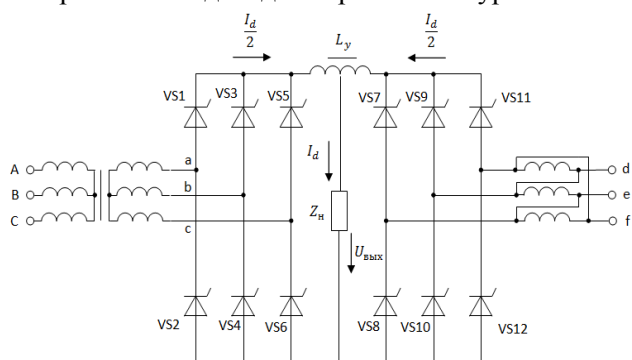 I_d/2 L_y I_d/2
VS1 VS3 VS5 VS7 VS9 VS11
A a I_d d
B b e
C c Z_н f
U_вых
VS2 VS4 VS6 VS8 VS10 VS12